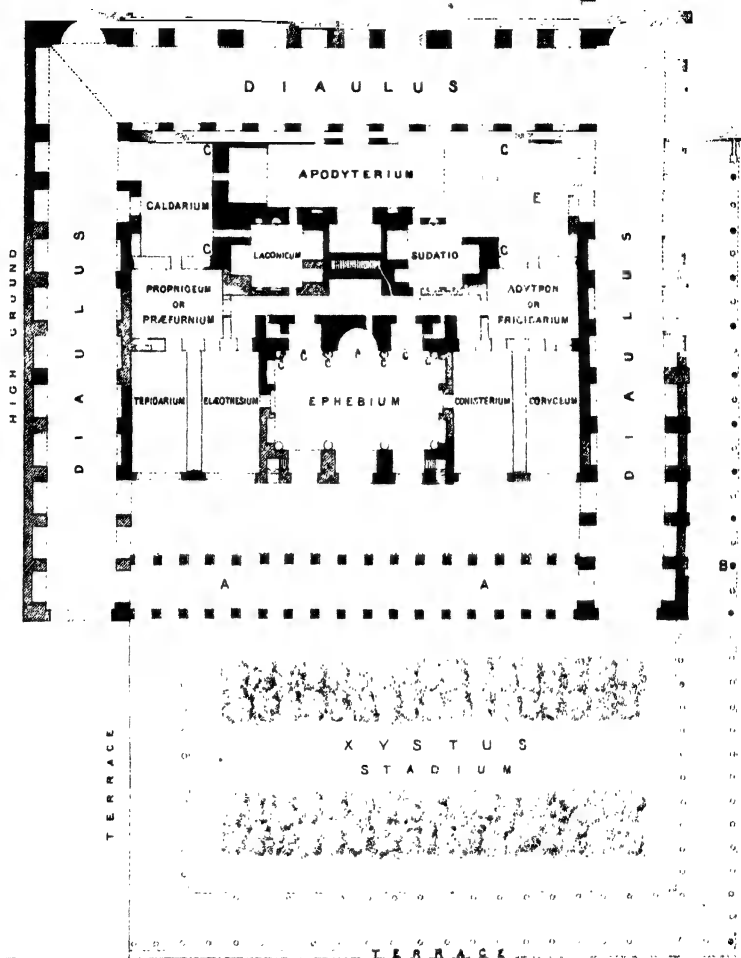 DIAULUS
C
C
APODYTERIUM
CALDARIUM
E
C
C
LACONICUM
SUDATIO
HIGH GROUND
DIAULUS
DIAULUS
PROPNIGEUM
OR
PRÆFURNIUM
ADYTRON
OR
FRIGIDARIUM
C
C
C
A
C
C
C
C
TEPIDARIUM
ELÆOTHESIUM
EPHEBIUM
CONISTERIUM
CORYCEUM
B
A
A
XYSTUS
STADIUM
TERRACE
TERRACE